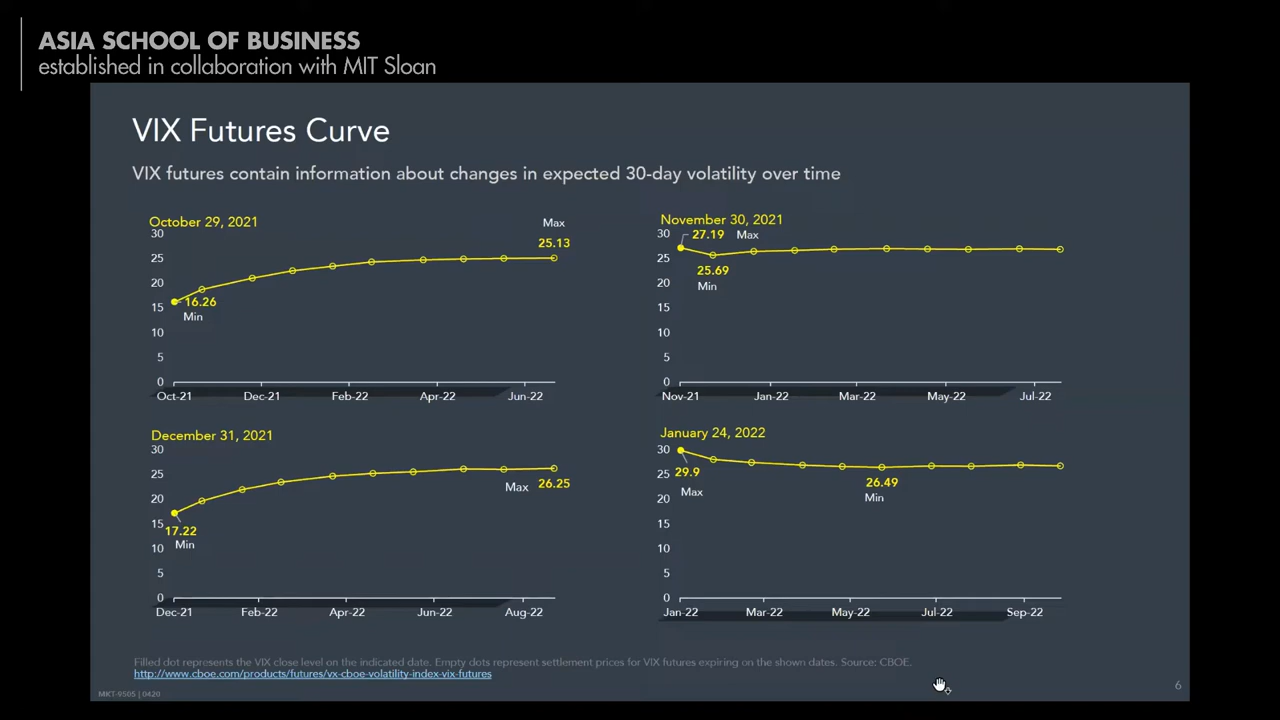 ASIA SCHOOL OF BUSINESS
established in collaboration with MIT Sloan
VIX Futures Curve
VIX futures contain information about changes in expected 30-day volatility over time
October 29, 2021
Max
25.13
30
25
20
15
10
5
0
16.26
Min
Oct-21 Dec-21 Feb-22 Apr-22 Jun-22
November 30, 2021
27.19 Max
30
25
20
15
10
5
0
25.69
Min
Nov-21 Jan-22 Mar-22 May-22 Jul-22
December 31, 2021
30
25
20
15
10
5
0
Max 26.25
17.22
Min
Dec-21 Feb-22 Apr-22 Jun-22 Aug-22
January 24, 2022
30
25
20
15
10
5
0
29.9
Max
26.49
Min
Jan-22 Mar-22 May-22 Jul-22 Sep-22
Filled dot represents the VIX close level on the indicated date. Empty dots represent settlement prices for VIX futures expiring on the shown dates. Source: CBOE.
http://www.cboe.com/products/futures/vx-cboe-volatility-index-vix-futures
MKT-9505 | 0420
6